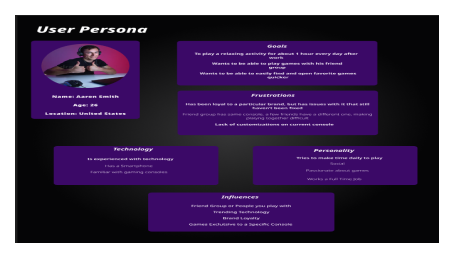 User Persona
Name: Aaron Smith
Age: 26
Location: United States
Goals
To play a relaxing activity for about 1 hour every day after
work
Wants to be able to play games with his friend
group
Wants to be able to easily find and open favorite games
quicker
Frustrations
Has been loyal to a particular brand, but has issues with it that still
haven't been fixed
Friend group has same console, a few friends have a different one, making
playing together difficult
Lack of customizations on current console
Technology
Is experienced with technology
Has a Smartphone
Familiar with gaming consoles
Personality
Tries to make time daily to play
Social
Passionate about games
Works a Full Time Job
Influences
Friend Group or People you play with
Trending Technology
Brand Loyalty
Games Exclusive to a Specific Console